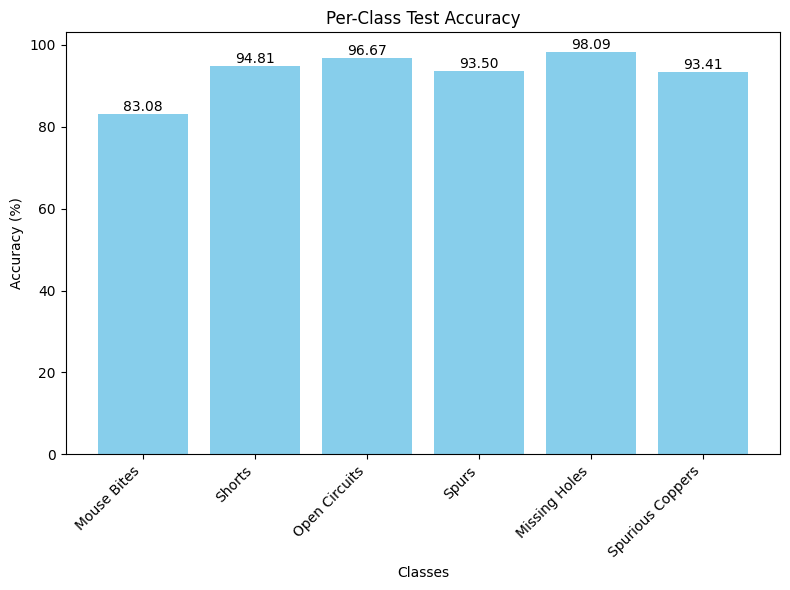 Per-Class Test Accuracy
Accuracy (%)
100
80
60
40
20
0
83.08
94.81
96.67
93.50
98.09
93.41
Mouse Bites
Shorts
Open Circuits
Spurs
Missing Holes
Spurious Coppers
Classes